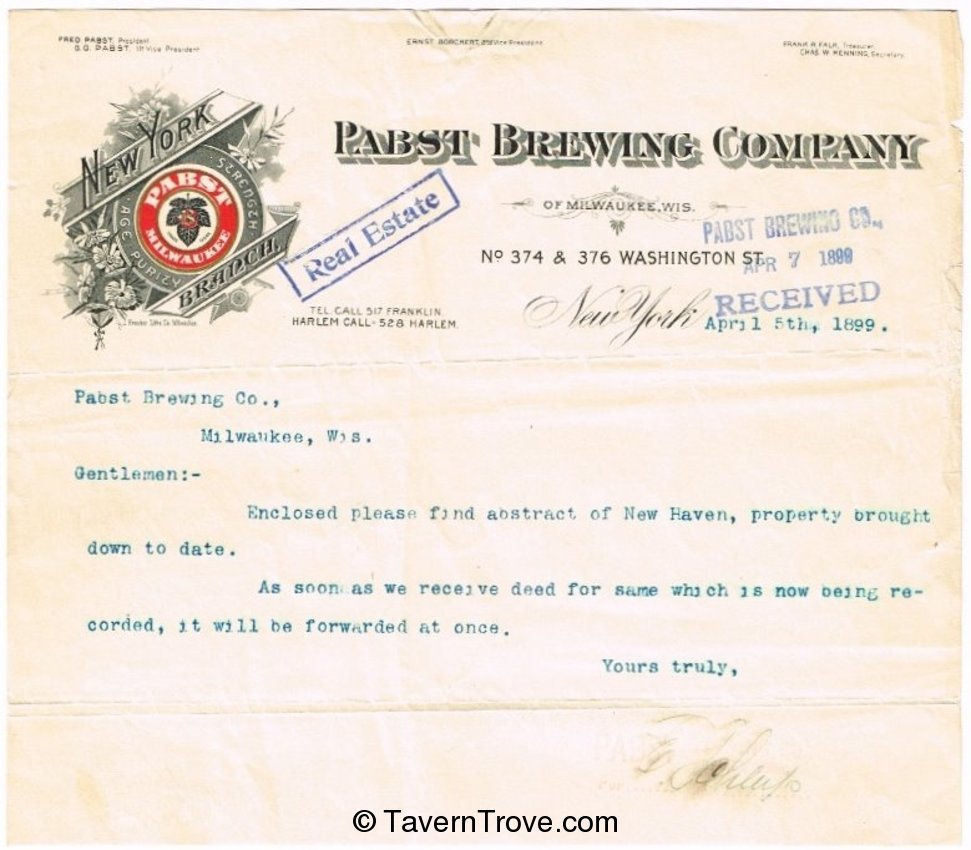 FRED PABST, President
G. G. PABST, 1st Vice President
ERNST BORCHERT, 2nd Vice President
FRANK R. FALK, Treasurer
CHAS. W. HENNING, Secretary
NEW YORK
BRANCH.
STRENGTH
AGE
PURITY
PABST
B
MILWAUKEE
PABST BREWING COMPANY
OF MILWAUKEE, WIS.
Real Estate
PABST BREWING CO.,
APR 7 1899
RECEIVED
No 374 & 376 WASHINGTON ST.
TEL. CALL 517 FRANKLIN
HARLEM CALL - 528 HARLEM.
New York April 5th, 1899.
Pabst Brewing Co.,
Milwaukee, Wis.
Gentlemen:-
Enclosed please find abstract of New Haven, property brought
down to date.
As soon as we receive deed for same which is now being re-
corded, it will be forwarded at once.
Yours truly,
© TavernTrove.com